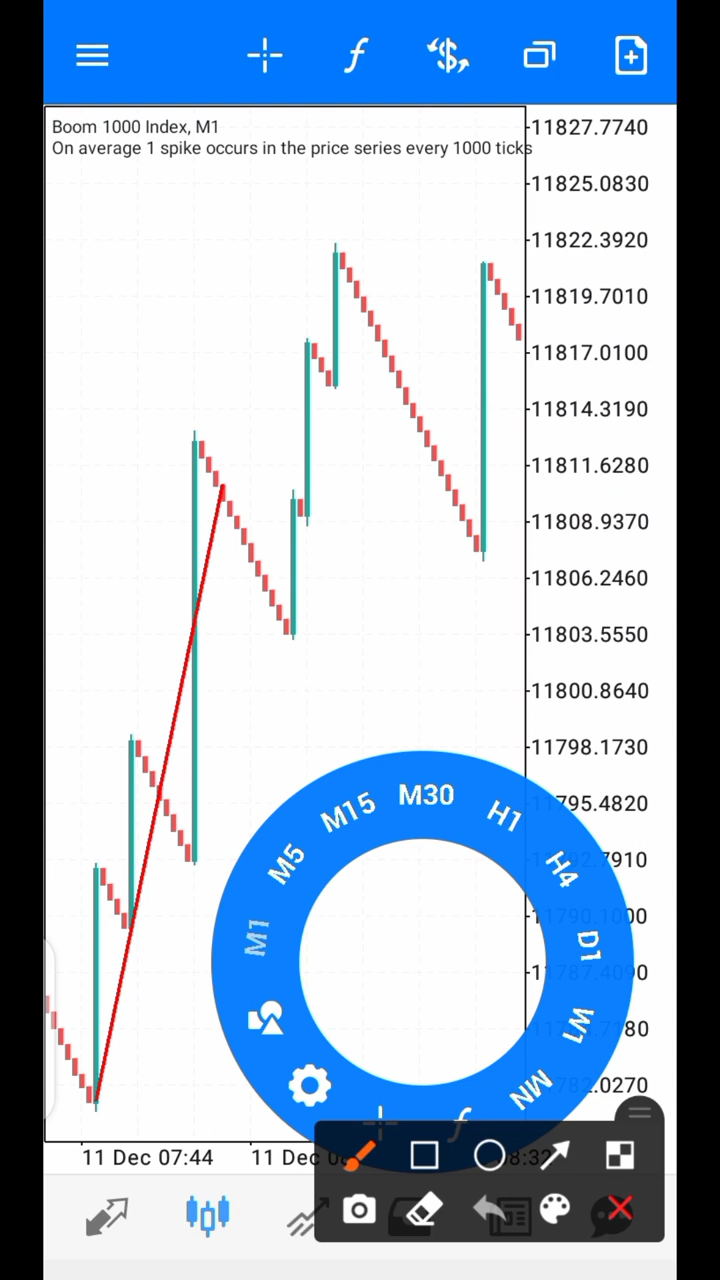 Boom 1000 Index, M1
On average 1 spike occurs in the price series every 1000 ticks
11827.7740
11825.0830
11822.3920
11819.7010
11817.0100
11814.3190
11811.6280
11808.9370
11806.2460
11803.5550
11800.8640
11798.1730
M1
M5
M15
M30
H1
H4
D1
W1
MN
11 Dec 07:44
11 Dec